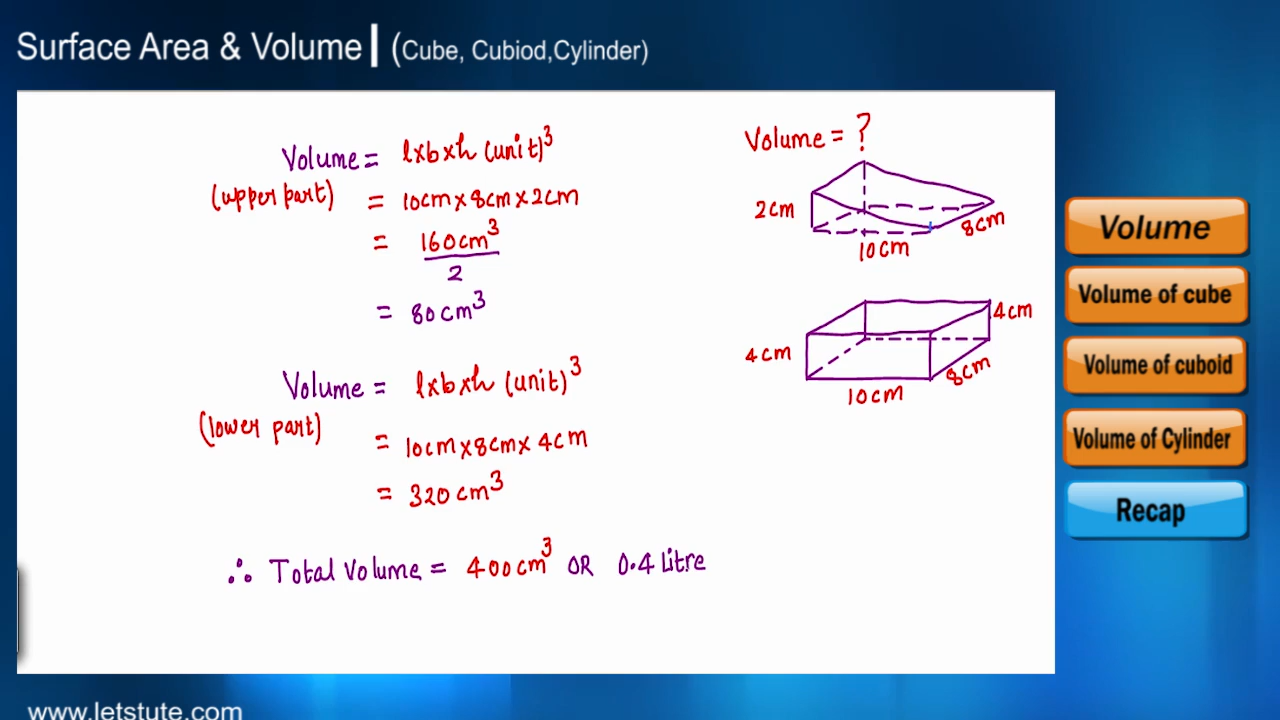 Surface Area & Volume | (Cube, Cubiod,Cylinder)
Volume = l×b×h (unit)³
(upper part) = 10cm×8cm×2cm
= 160cm³
2
= 80cm³
Volume = l×b×h (unit)³
(lower part) = 10cm×8cm×4cm
= 320cm³
∴ Total Volume = 400cm³ OR 0.4 Litre
Volume = ?
2cm
10cm
8cm
4cm
4cm
8cm
10cm
Volume
Volume of cube
Volume of cuboid
Volume of Cylinder
Recap
www.letstute.com